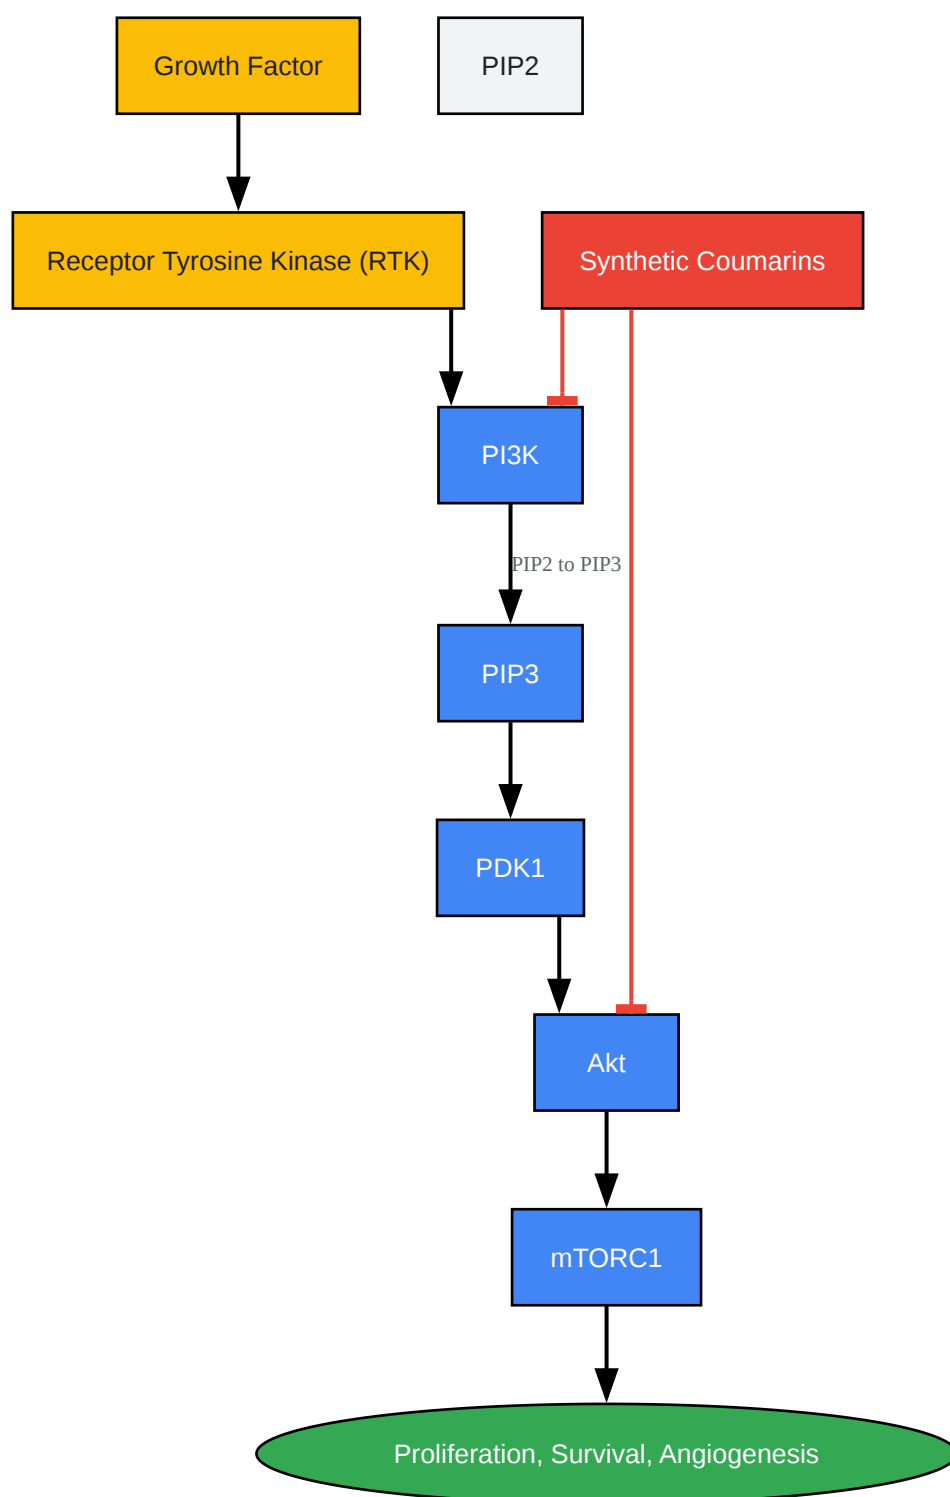 Growth Factor
PIP2
Receptor Tyrosine Kinase (RTK)
Synthetic Coumarins
PI3K
PIP2 to PIP3
PIP3
PDK1
Akt
mTORC1
Proliferation, Survival, Angiogenesis